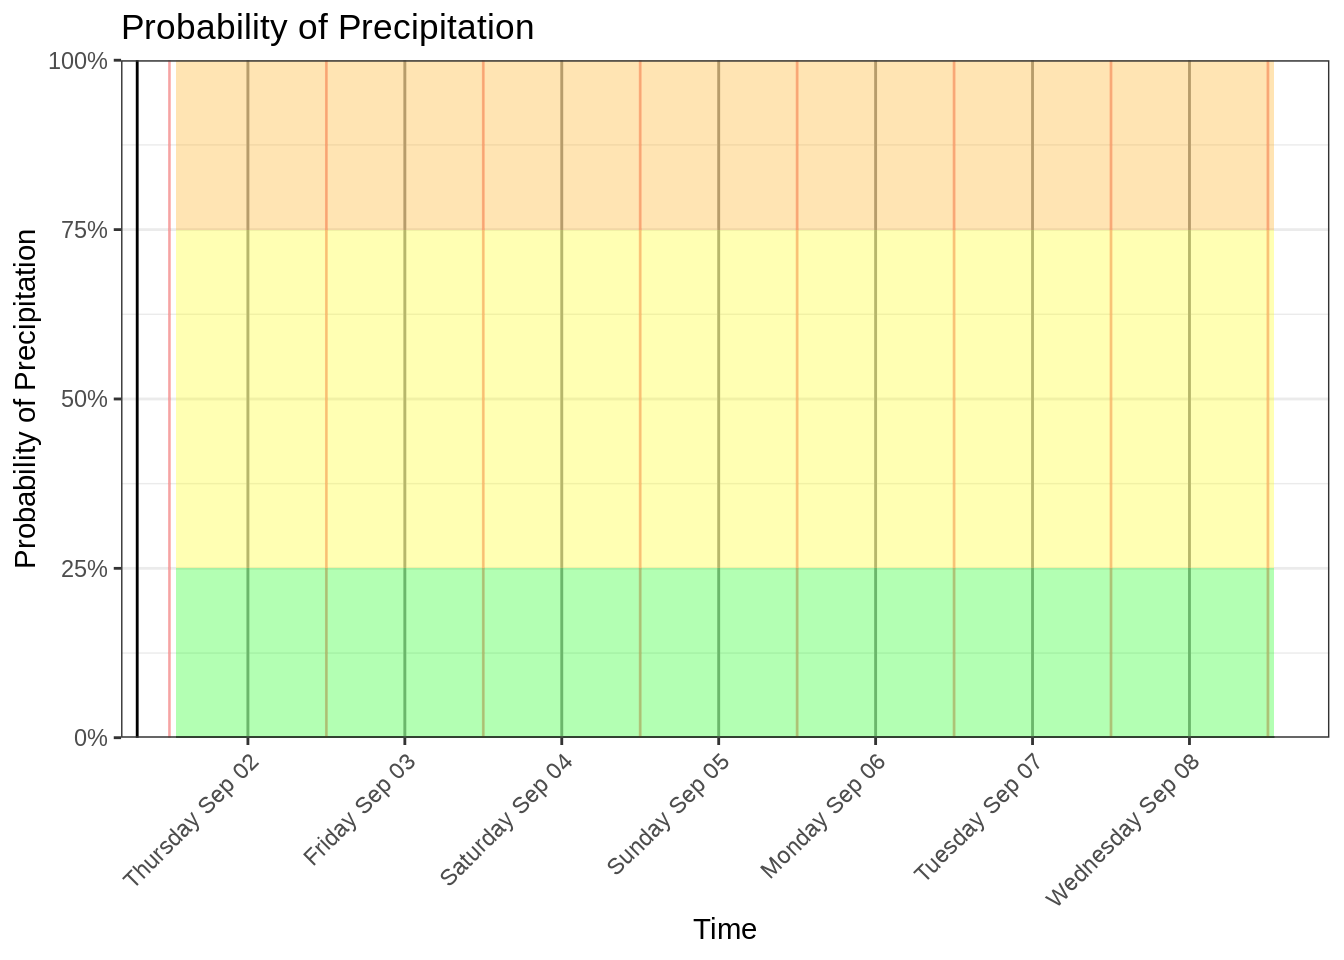 Probability of Precipitation
Probability of Precipitation
100%
75%
50%
25%
0%
Thursday Sep 02
Friday Sep 03
Saturday Sep 04
Sunday Sep 05
Monday Sep 06
Tuesday Sep 07
Wednesday Sep 08
Time